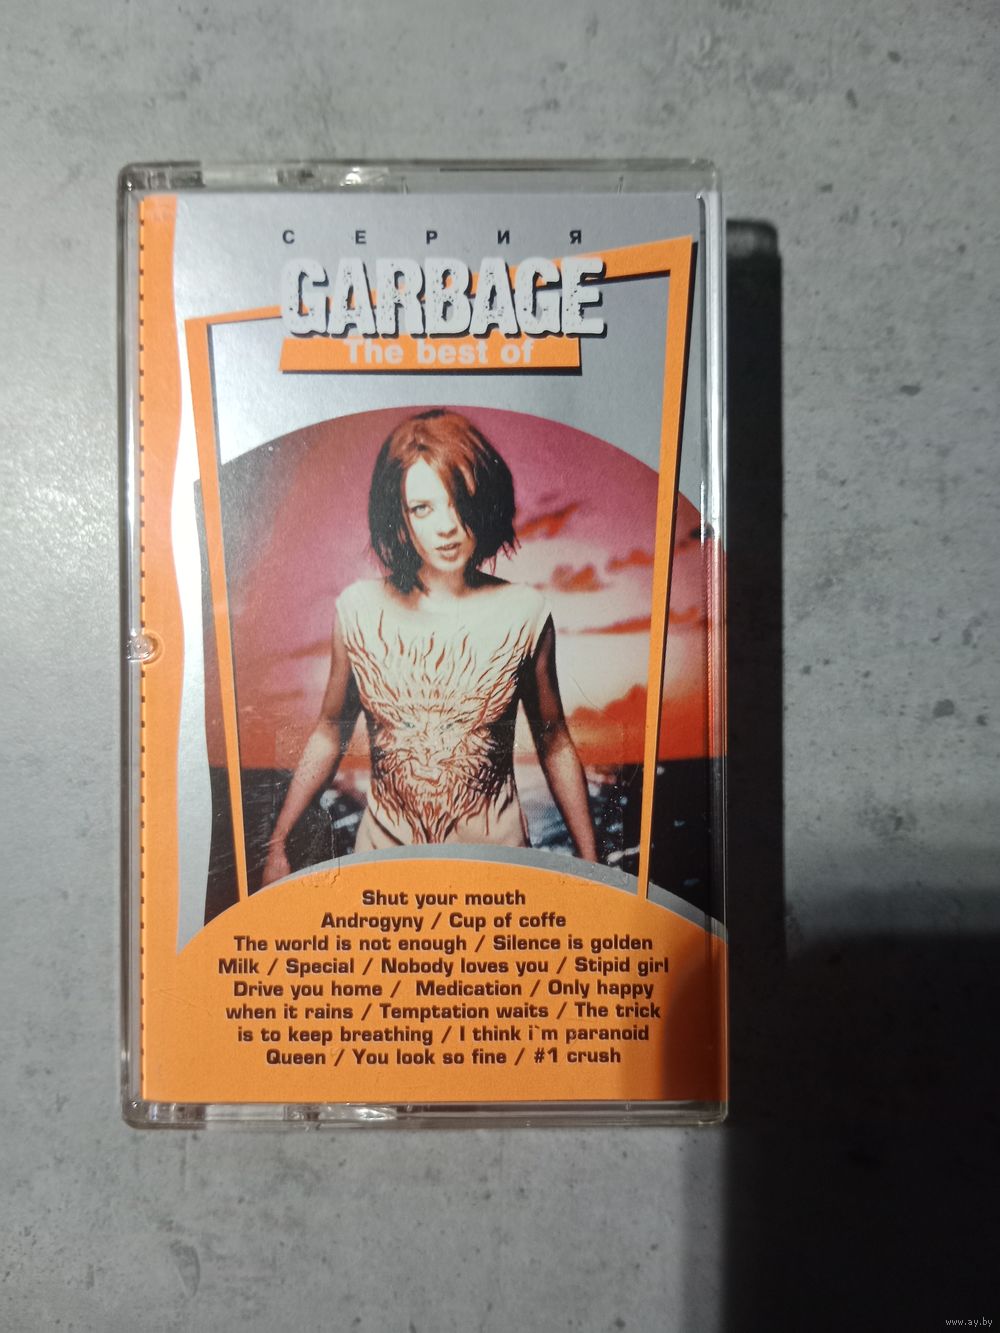 СЕРИЯ
GARBAGE
The best of
Shut your mouth
Androgyny / Cup of coffe
The world is not enough / Silence is golden
Milk / Special / Nobody loves you / Stipid girl
Drive you home / Medication / Only happy
when it rains / Temptation waits / The trick
is to keep breathing / I think i`m paranoid
Queen / You look so fine / #1 crush
www.ay.by